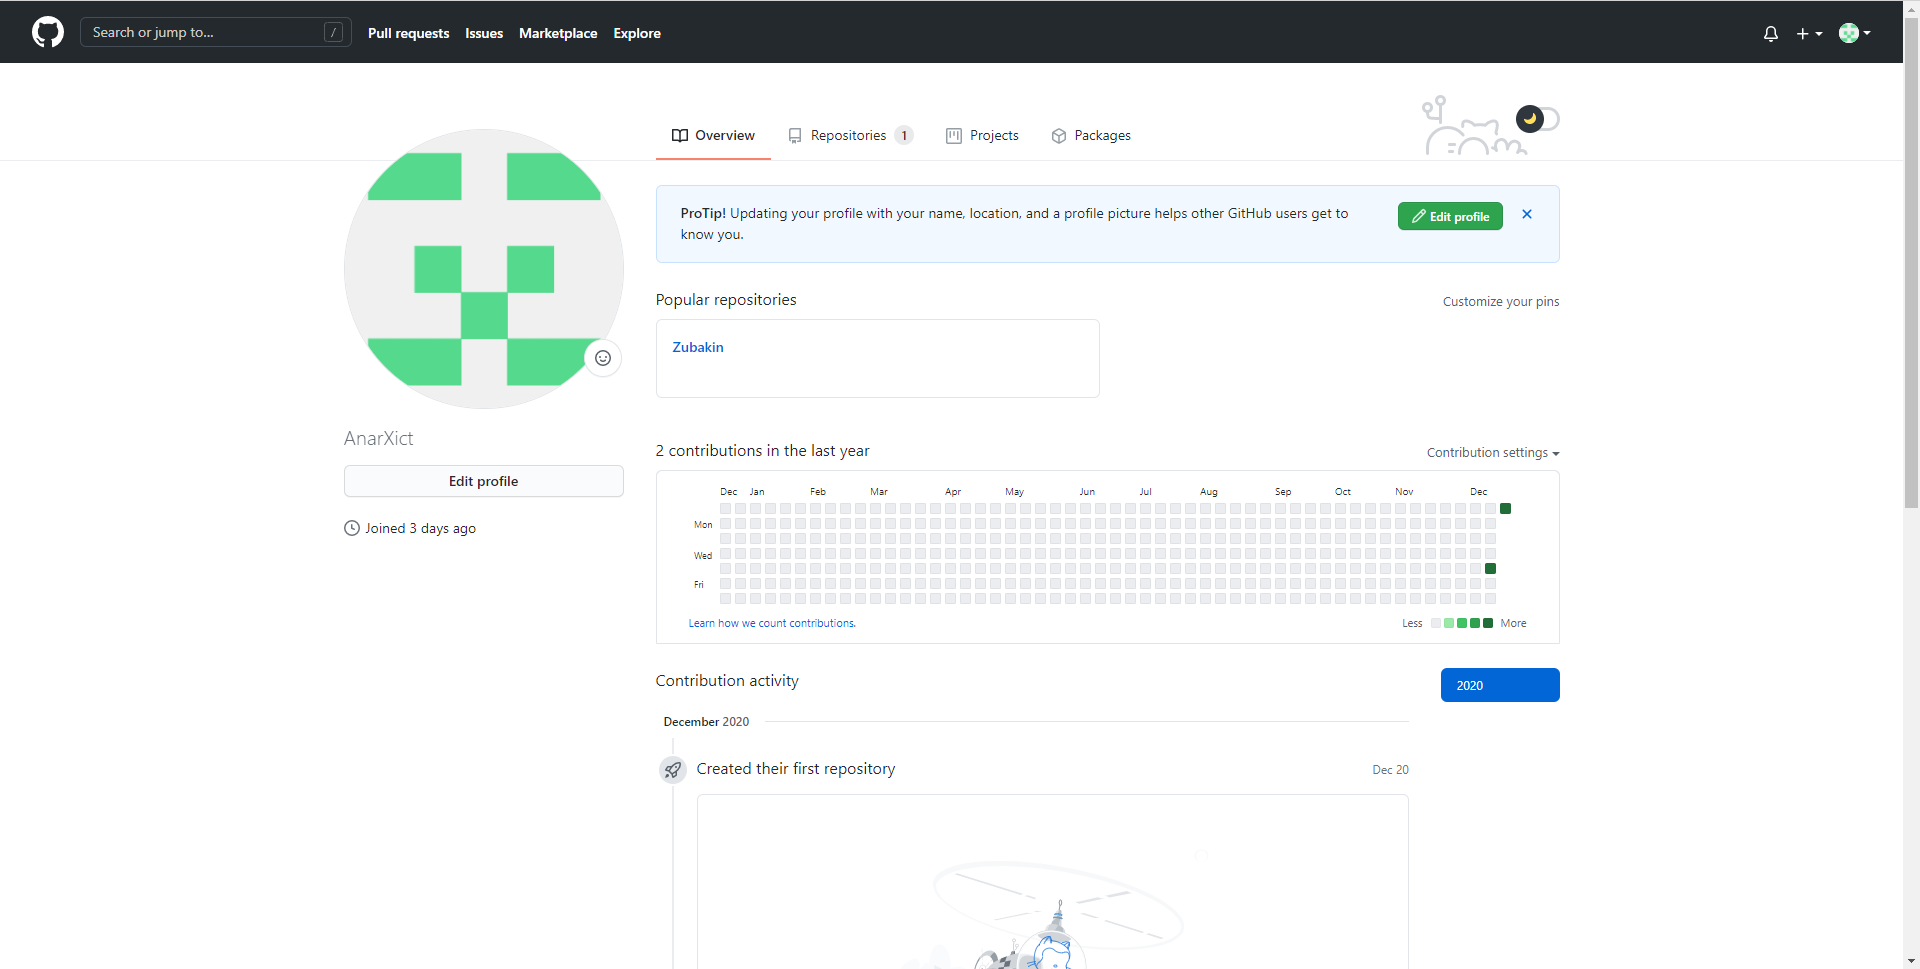 Search or jump to... /
Pull requests Issues Marketplace Explore
Overview Repositories 1 Projects Packages
ProTip! Updating your profile with your name, location, and a profile picture helps other GitHub users get to
know you.
Edit profile
Popular repositories
Customize your pins
Zubakin
AnarXict
Edit profile
Joined 3 days ago
2 contributions in the last year
Contribution settings
Dec Jan Feb Mar Apr May Jun Jul Aug Sep Oct Nov Dec
Mon
Wed
Fri
Learn how we count contributions.
Less More
Contribution activity
2020
December 2020
Created their first repository
Dec 20